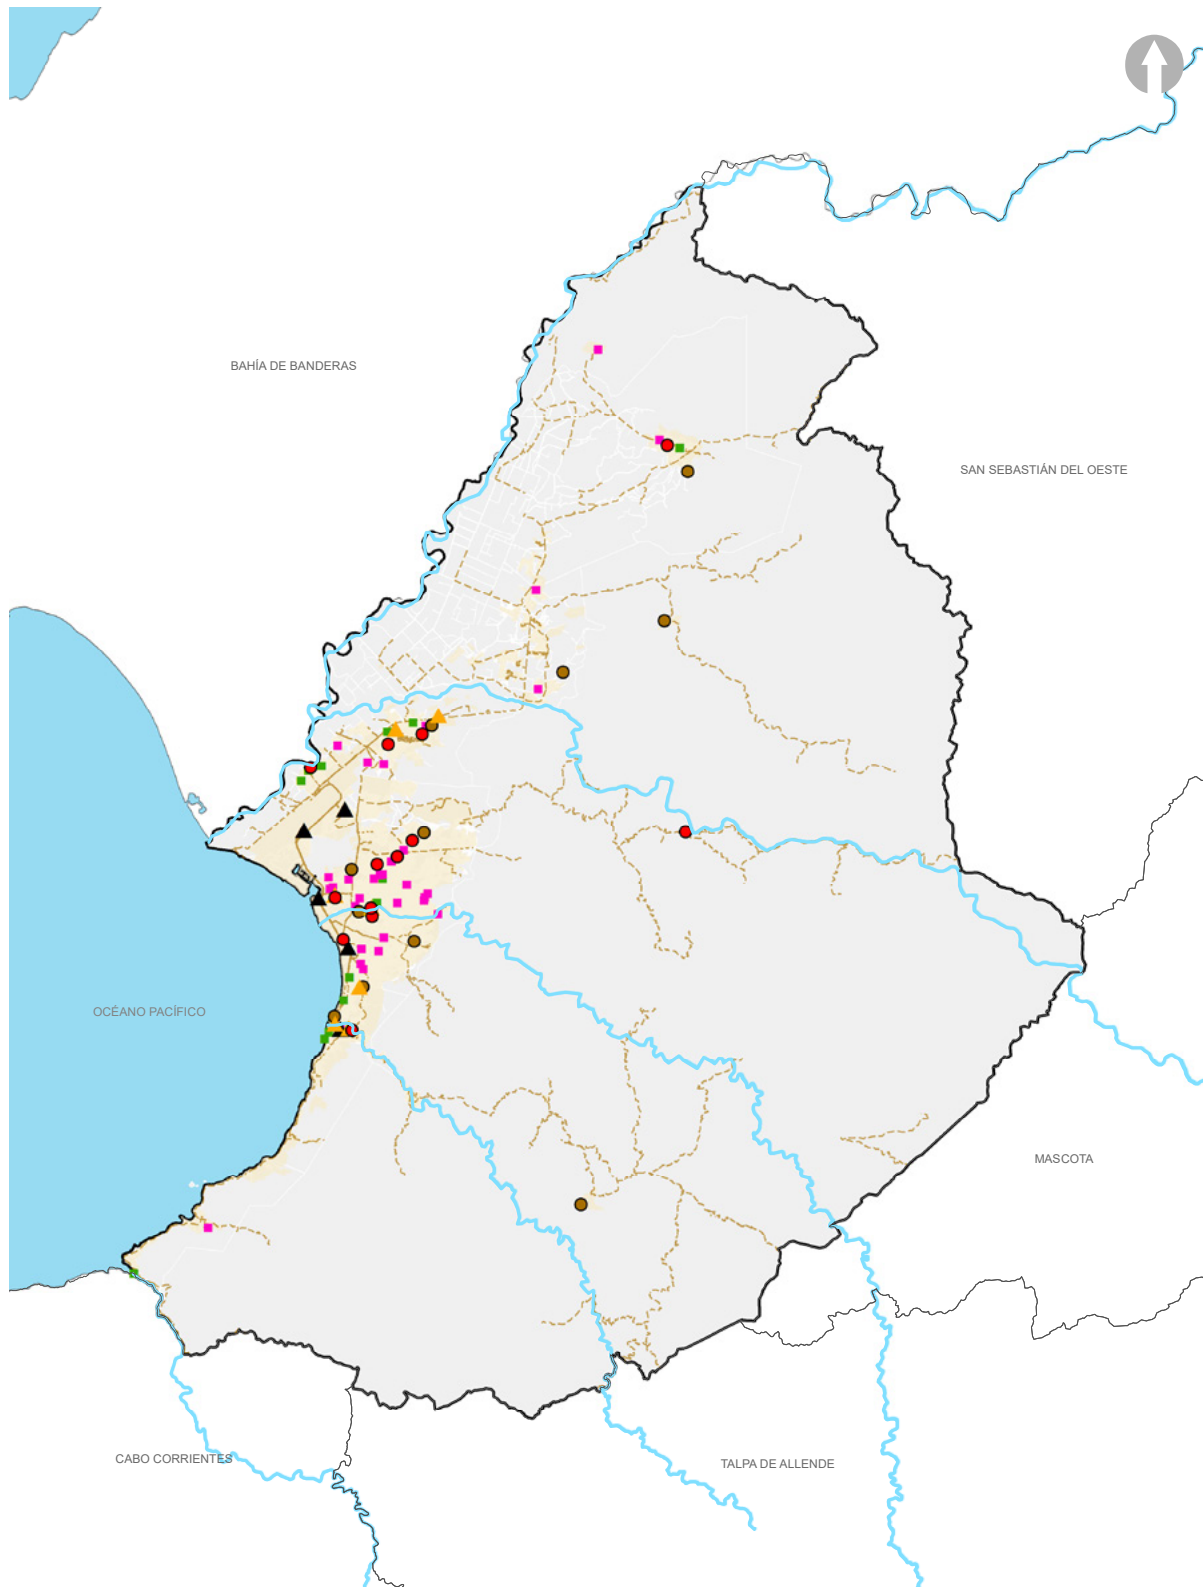 BAHÍA DE BANDERAS
SAN SEBASTIÁN DEL OESTE
OCÉANO PACÍFICO
MASCOTA
CABO CORRIENTES
TALPA DE ALLENDE